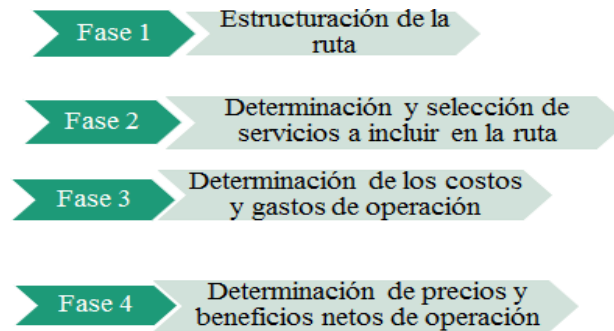 Fase 1
Estructuración de la
ruta
Fase 2
Determinación y selección de
servicios a incluir en la ruta
Fase 3
Determinación de los costos
y gastos de operación
Fase 4
Determinación de precios y
beneficios netos de operación